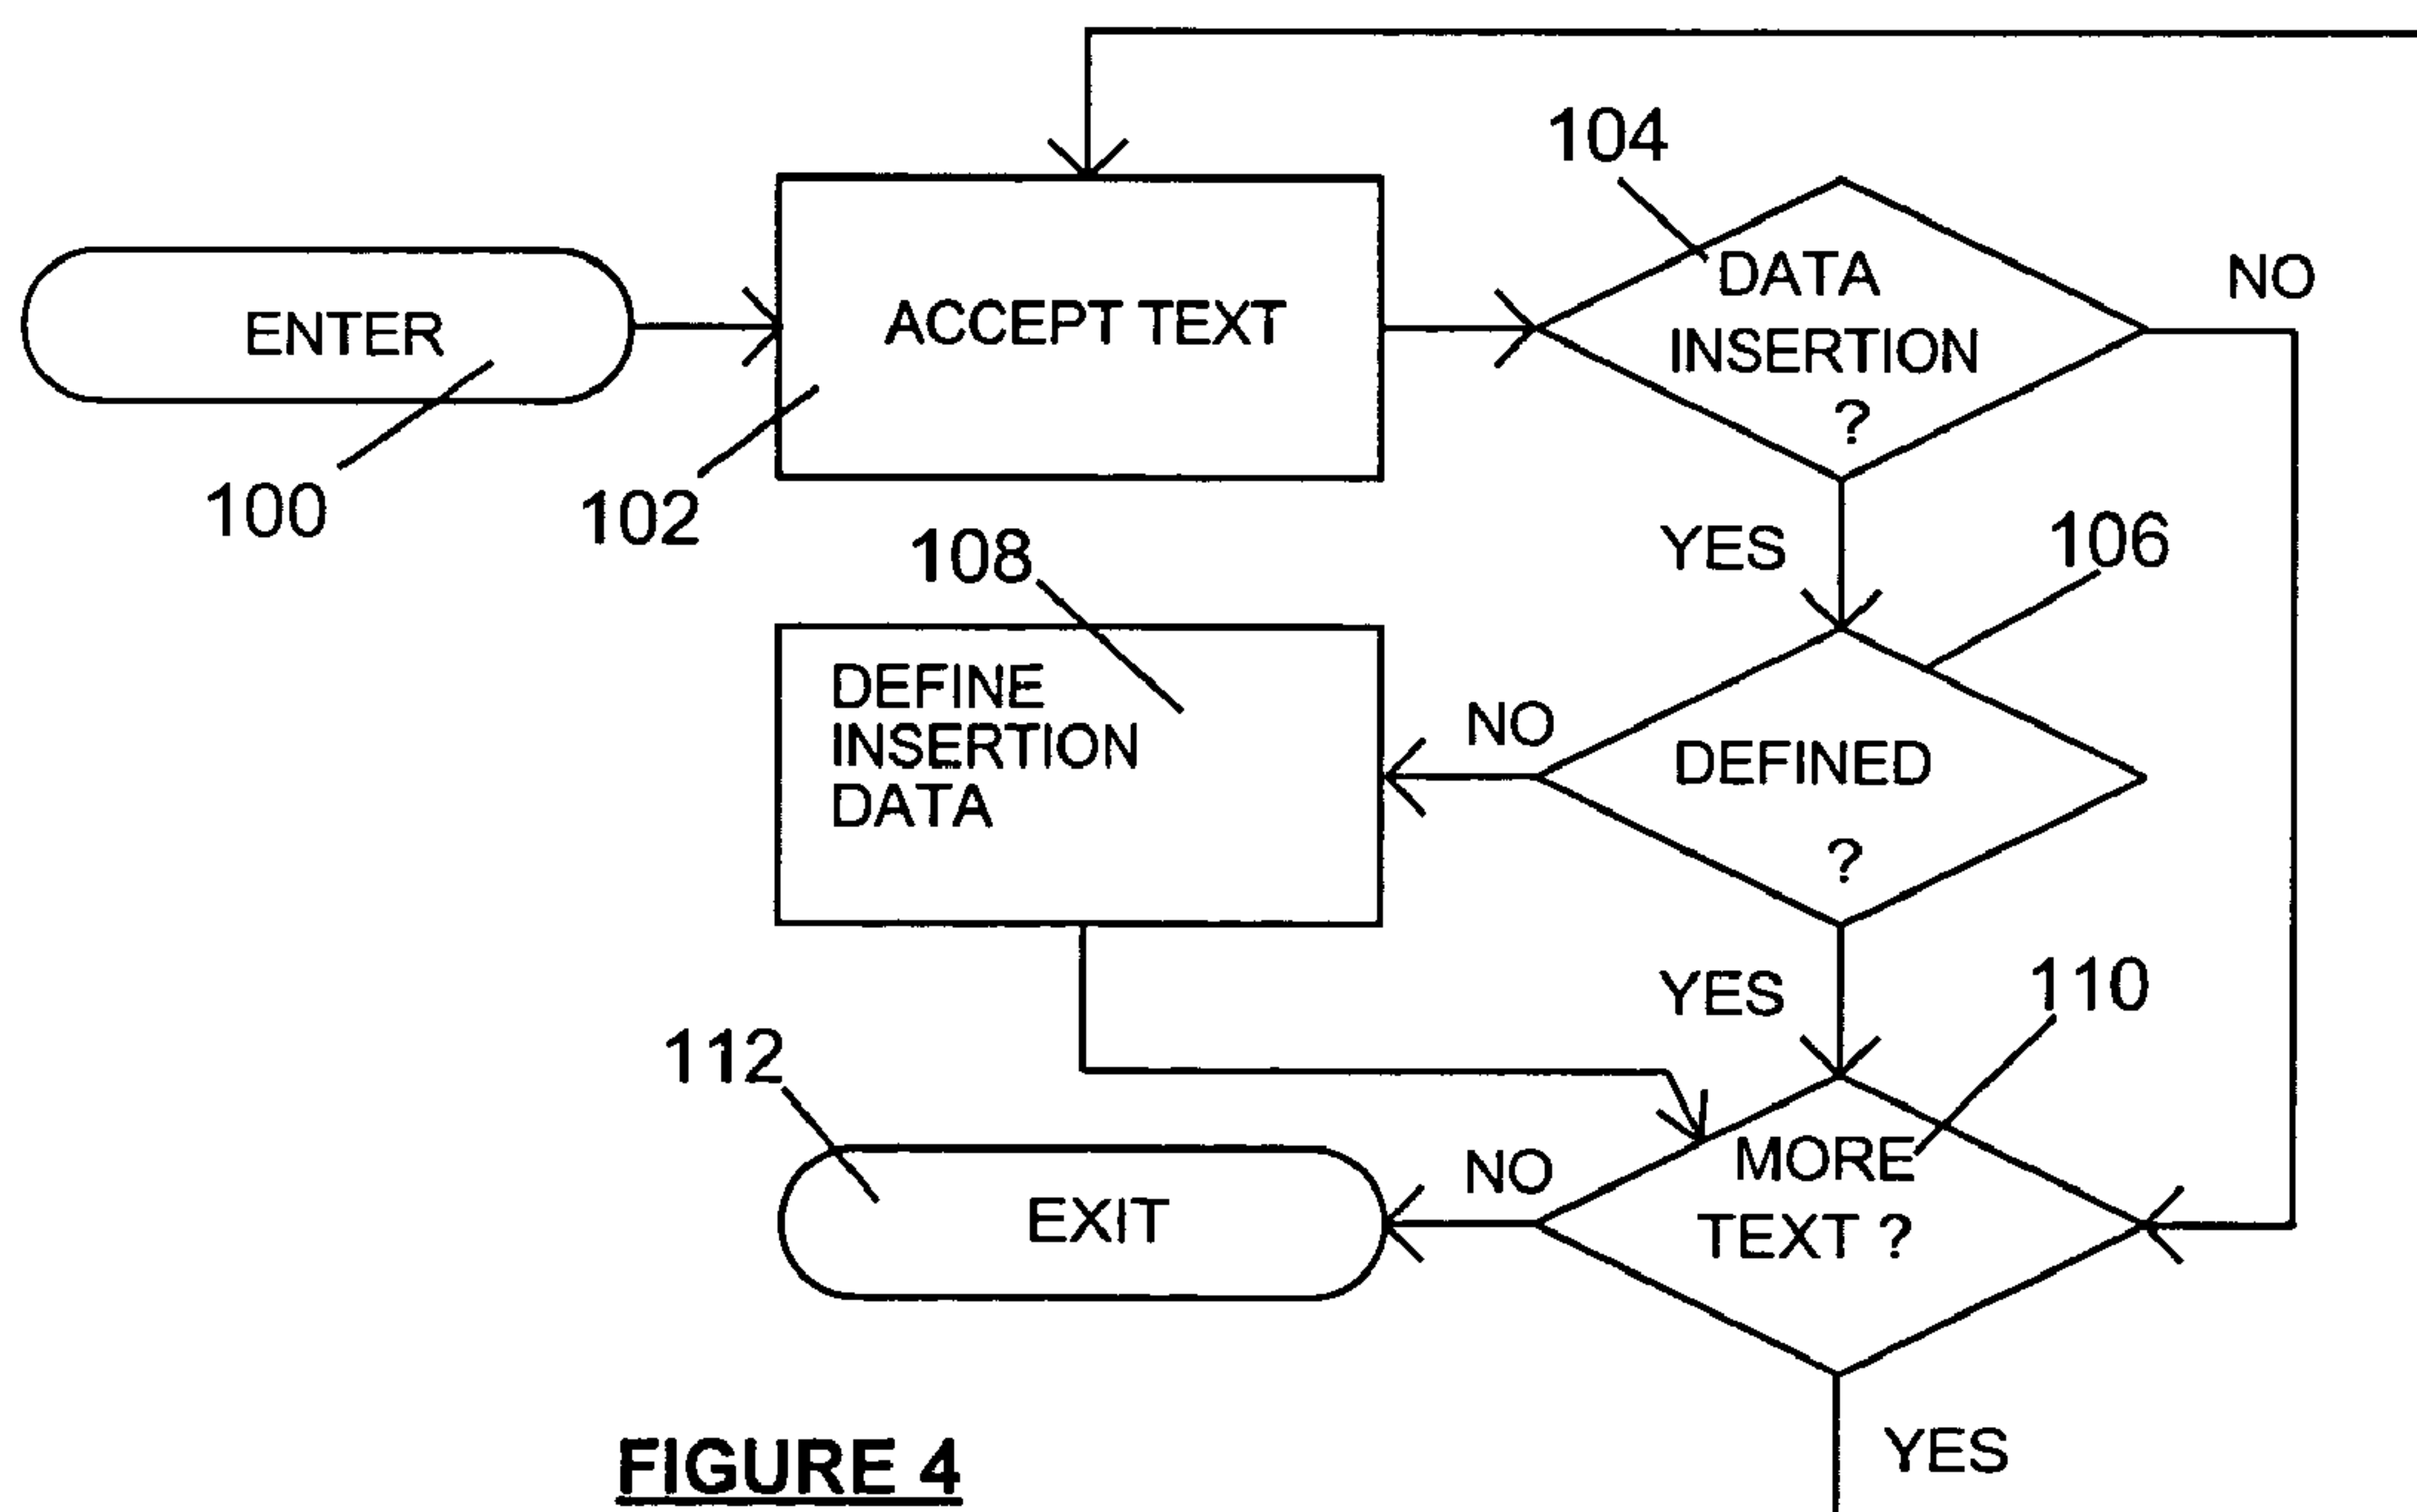 104
DATA
INSERTION
?
NO
ENTER
ACCEPT TEXT
100
102
YES
106
108
DEFINE
INSERTION
DATA
NO
DEFINED
?
YES
110
112
EXIT
NO
MORE
TEXT ?
YES
FIGURE 4